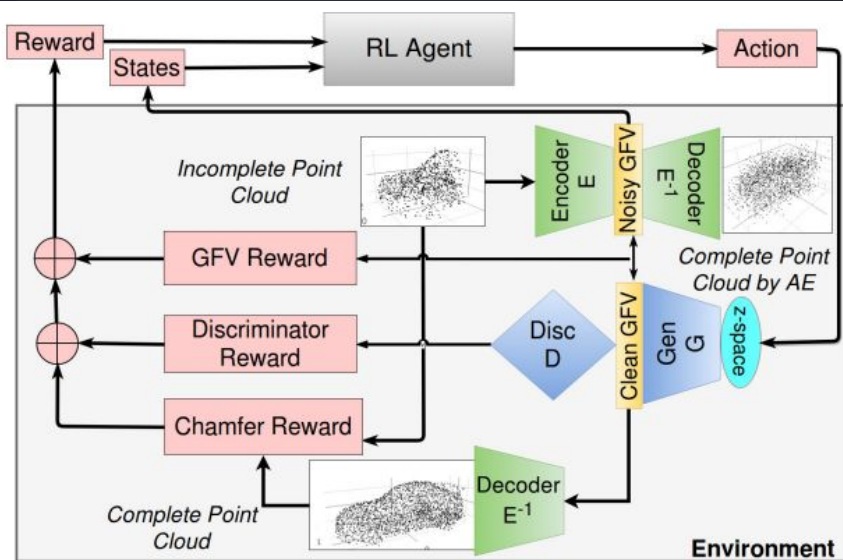 Reward
States
RL Agent
Action
Incomplete Point
Cloud
Encoder
E
Noisy GFV
Decoder
E⁻¹
Complete Point
Cloud by AE
GFV Reward
Discriminator
Reward
Disc
D
Clean GFV
Gen
G
z-space
Chamfer Reward
Complete Point
Cloud
Decoder
E⁻¹
Environment